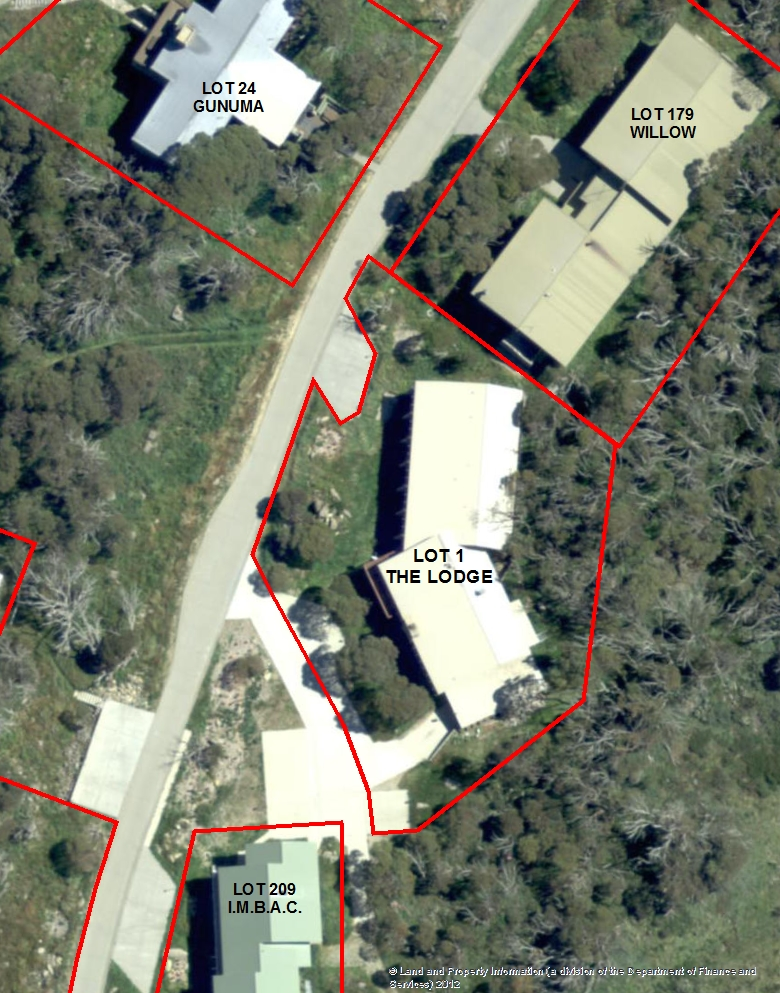 LOT 24
GUNUMA
LOT 179
WILLOW
LOT 1
THE LODGE
LOT 209
I.M.B.A.C.
© Land and Property Information (a division of the Department of Finance and
Services) 2012